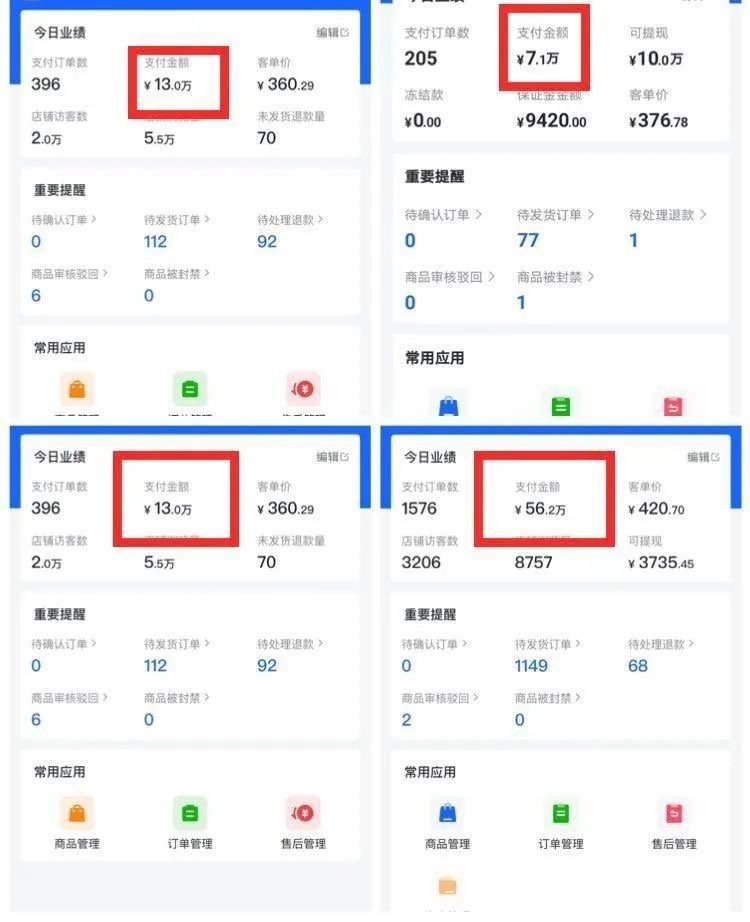 今日业绩
编辑
支付订单数 支付金额 客单价
396 ¥ 13.0万 ¥ 360.29
店铺访客数 未发货退款量
2.0万 5.5万 70
重要提醒
待确认订单 待发货订单 待处理退款
0 112 92
商品审核驳回 商品被封禁
6 0
常用应用
支付订单数 支付金额 可提现
205 ¥7.1万 ¥10.0万
冻结款 保证金金额 客单价
¥0.00 ¥9420.00 ¥376.78
重要提醒
待确认订单 待发货订单 待处理退款
0 77 1
商品审核驳回 商品被封禁
0 1
常用应用
今日业绩
编辑
支付订单数 支付金额 客单价
396 ¥ 13.0万 ¥ 360.29
店铺访客数 未发货退款量
2.0万 5.5万 70
重要提醒
待确认订单 待发货订单 待处理退款
0 112 92
商品审核驳回 商品被封禁
6 0
常用应用
商品管理 订单管理 售后管理
今日业绩
编辑
支付订单数 支付金额 客单价
1576 ¥ 56.2万 ¥ 420.70
店铺访客数 可提现
3206 8757 ¥ 3735.45
重要提醒
待确认订单 待发货订单 待处理退款
0 1149 68
商品审核驳回 商品被封禁
2 0
常用应用
商品管理 订单管理 售后管理